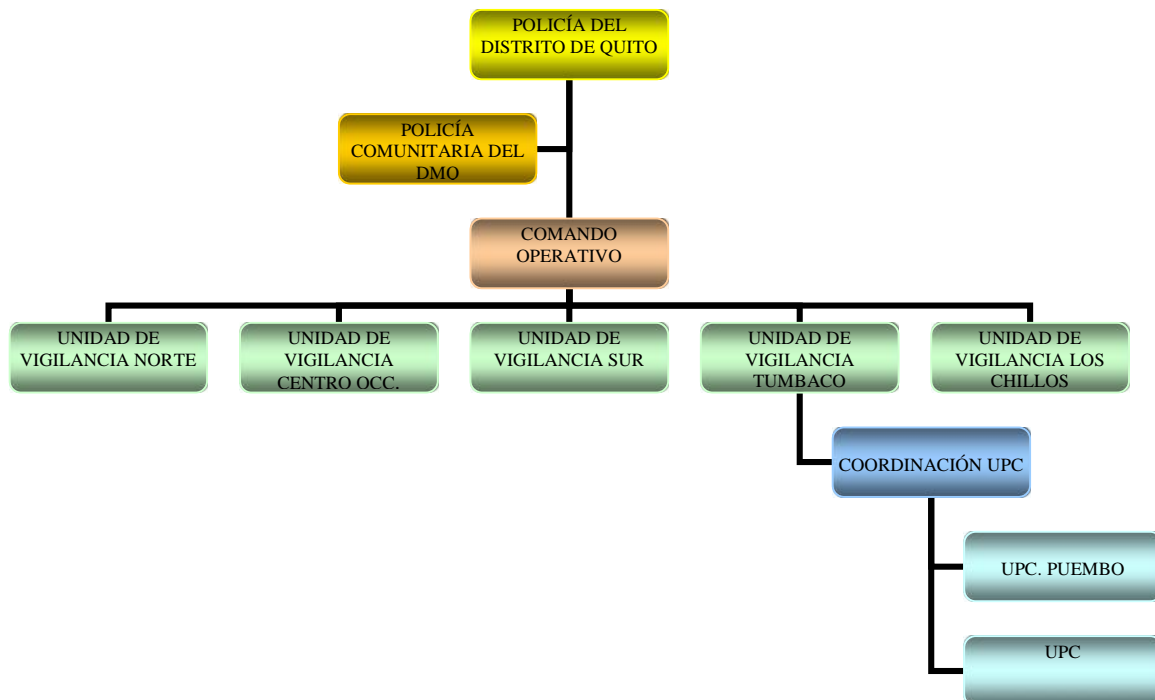 POLICÍA DEL
DISTRITO DE QUITO
POLICÍA
COMUNITARIA DEL
DMQ
COMANDO
OPERATIVO
UNIDAD DE
VIGILANCIA NORTE
UNIDAD DE
VIGILANCIA
CENTRO OCC.
UNIDAD DE
VIGILANCIA SUR
UNIDAD DE
VIGILANCIA
TUMBACO
UNIDAD DE
VIGILANCIA LOS
CHILLOS
COORDINACIÓN UPC
UPC. PUEMBO
UPC